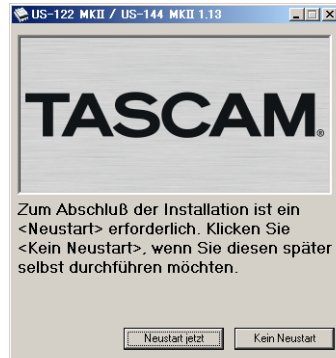 US-122 MKII / US-144 MKII 1.13
TASCAM®
Zum Abschluß der Installation ist ein
<Neustart> erforderlich. Klicken Sie
<Kein Neustart>, wenn Sie diesen später
selbst durchführen möchten.
Neustart jetzt
Kein Neustart